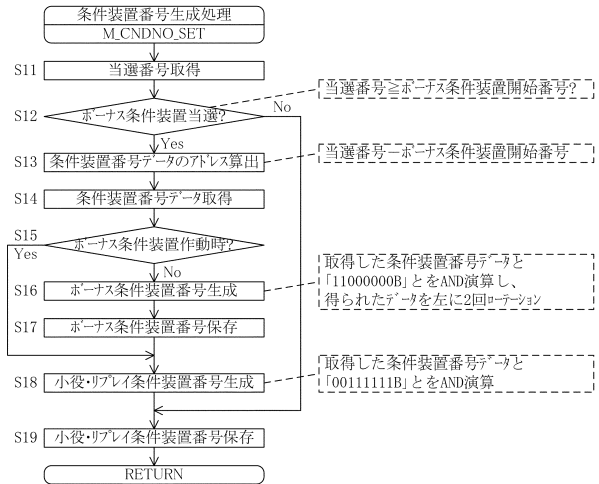 条件装置番号生成処理
M_CNDNO_SET
S11
当選番号取得
当選番号≧ボーナス条件装置開始番号?
S12
ボーナス条件装置当選?
No
Yes
S13
条件装置番号データのアドレス算出
当選番号－ボーナス条件装置開始番号
S14
条件装置番号データ取得
S15
ボーナス条件装置作動時?
Yes
No
取得した条件装置番号データと
「11000000B」とをAND演算し、
得られたデータを左に2回ローテーション
S16
ボーナス条件装置番号生成
S17
ボーナス条件装置番号保存
取得した条件装置番号データと
「00111111B」とをAND演算
S18
小役・リプレイ条件装置番号生成
S19
小役・リプレイ条件装置番号保存
RETURN